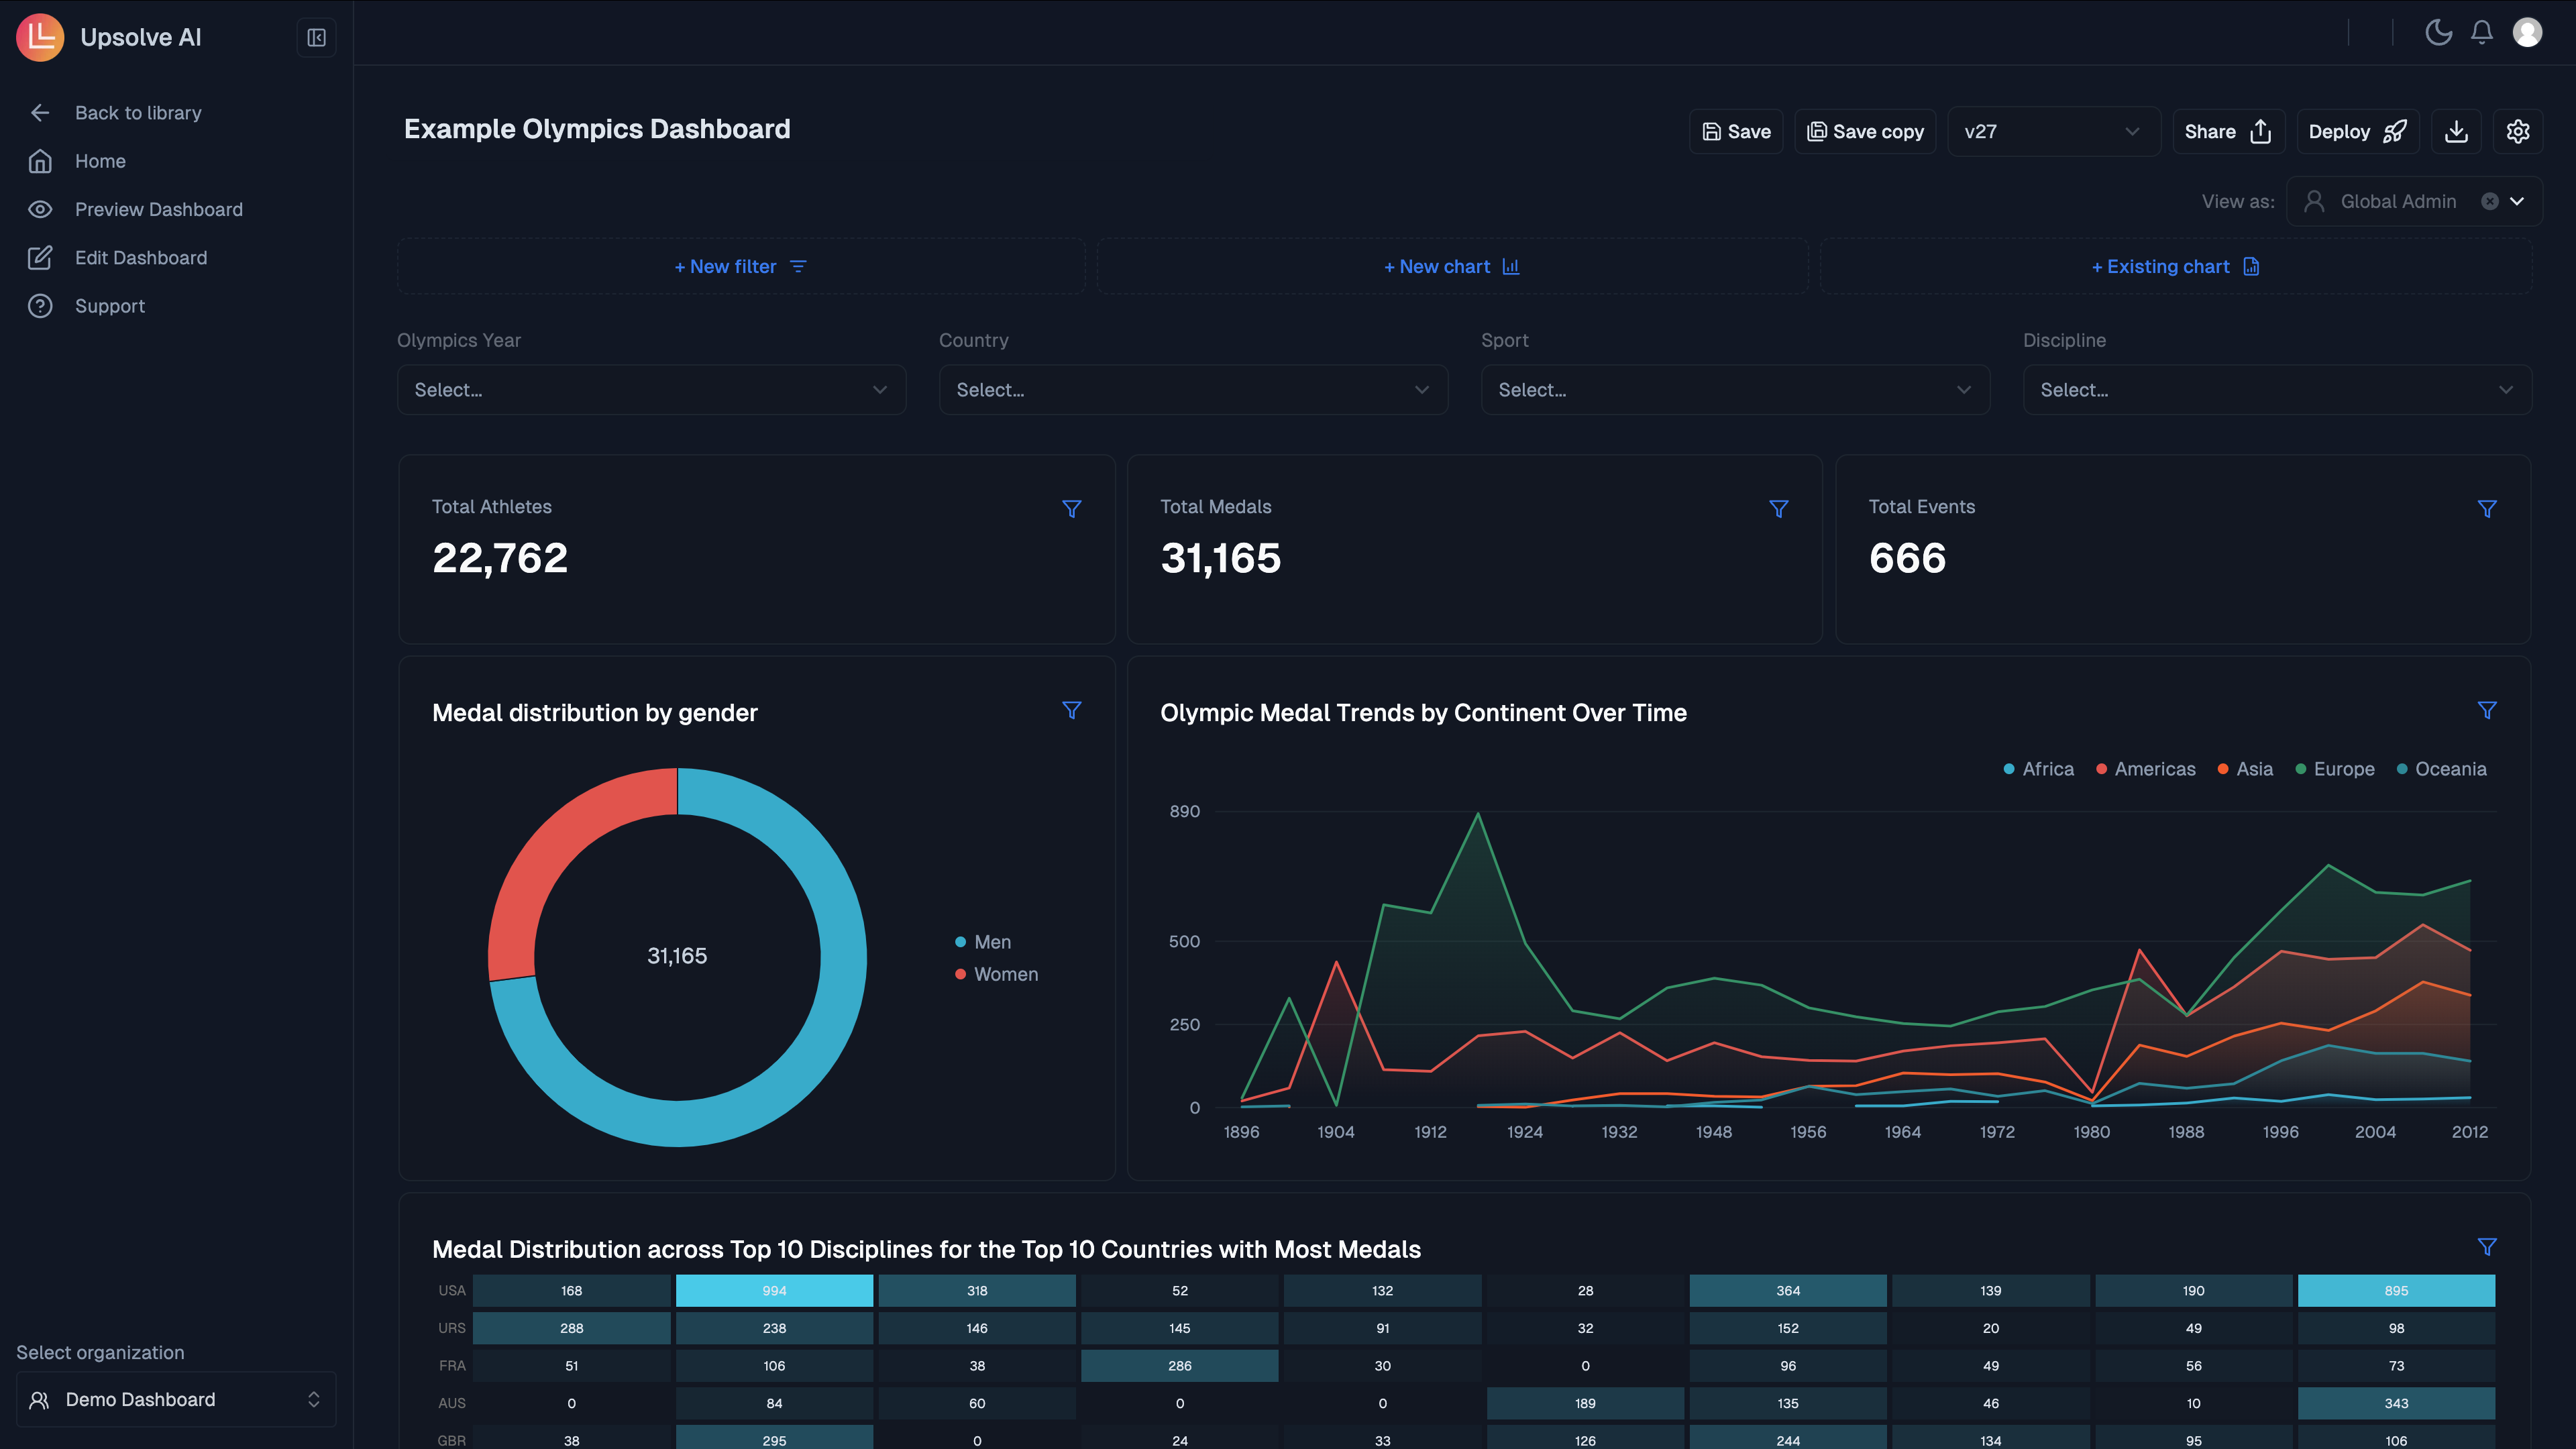 Upsolve AI
Back to library
Home
Preview Dashboard
Edit Dashboard
Support
Select organization
Demo Dashboard
Example Olympics Dashboard
Save
Save copy
v27
Share
Deploy
View as:
Global Admin
+ New filter
+ New chart
+ Existing chart
Olympics Year
Country
Sport
Discipline
Select...
Select...
Select...
Select...
Total Athletes
22,762
Total Medals
31,165
Total Events
666
Medal distribution by gender
31,165
Men
Women
Olympic Medal Trends by Continent Over Time
Africa Americas Asia Europe Oceania
890
500
250
0
1896 1904 1912 1924 1932 1948 1956 1964 1972 1980 1988 1996 2004 2012
Medal Distribution across Top 10 Disciplines for the Top 10 Countries with Most Medals
USA 168 994 318 52 132 28 364 139 190 895
URS 288 238 146 145 91 32 152 20 49 98
FRA 51 106 38 286 30 0 96 49 56 73
AUS 0 84 60 0 0 189 135 46 10 343
GBR 38 295 0 24 33 126 244 134 95 106